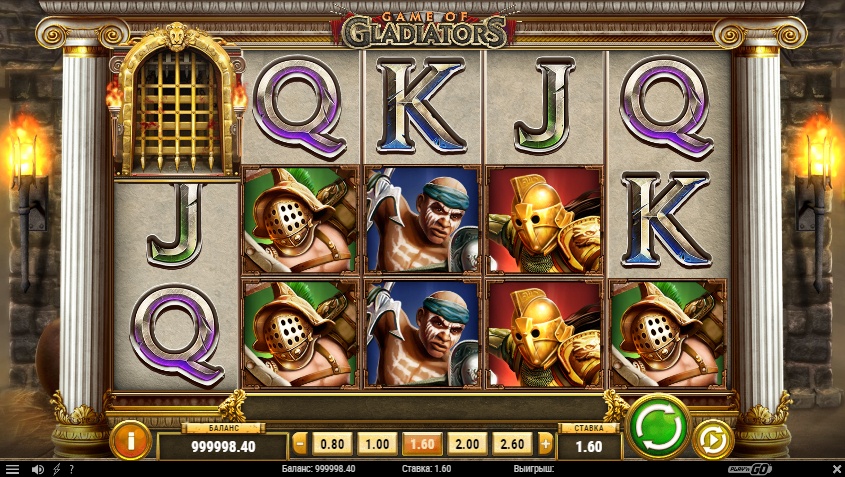 GAME OF
GLADIATORS
Q K J Q
J K
Q
БАЛАНС
999998.40
0.80 1.00 1.60 2.00 2.60
СТАВКА
1.60
Баланс: 999998.40 Ставка: 1.60 Выигрыш:
PLAY'N GO